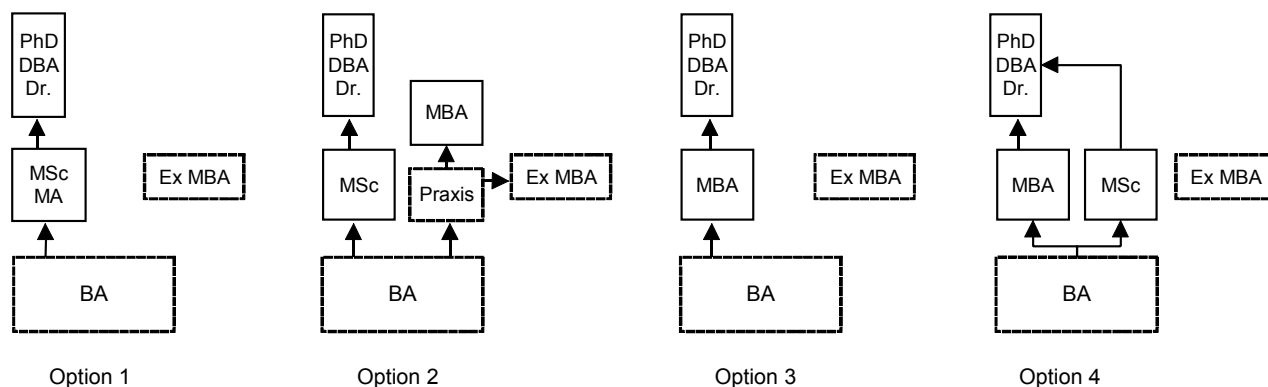 PhD
DBA
Dr.
MSc
MA
Ex MBA
BA
Option 1
PhD
DBA
Dr.
MBA
MSc
Praxis
Ex MBA
BA
Option 2
PhD
DBA
Dr.
MBA
Ex MBA
BA
Option 3
PhD
DBA
Dr.
MBA
MSc
Ex MBA
BA
Option 4